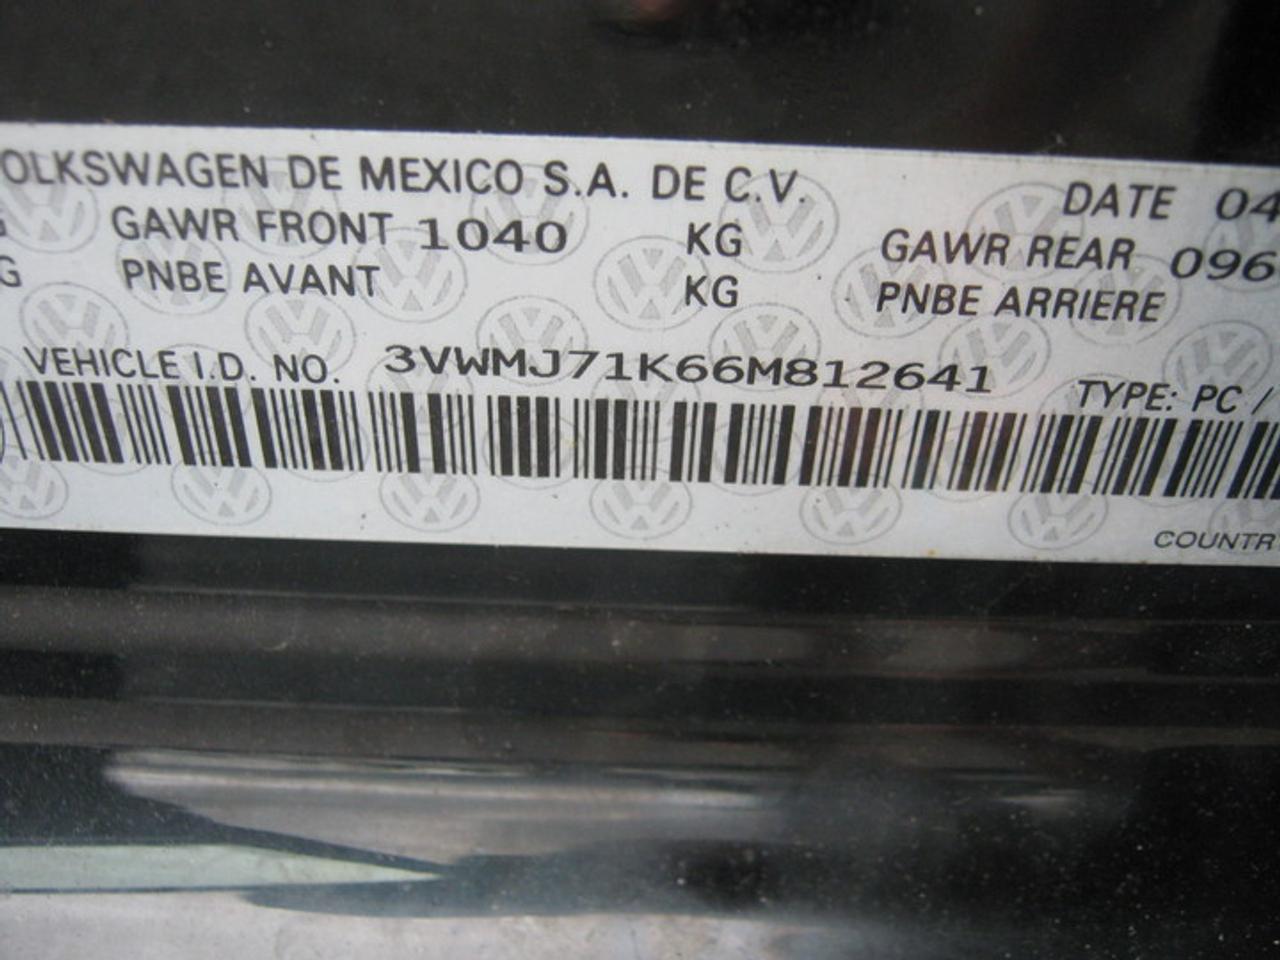 OLKSWAGEN DE MEXICO S.A. DE C.V. DATE 04
G GAWR FRONT 1040 KG GAWR REAR 096
G PNBE AVANT KG PNBE ARRIERE
VEHICLE I.D. NO. 3VWMJ71K66M812641 TYPE: PC /
COUNTR